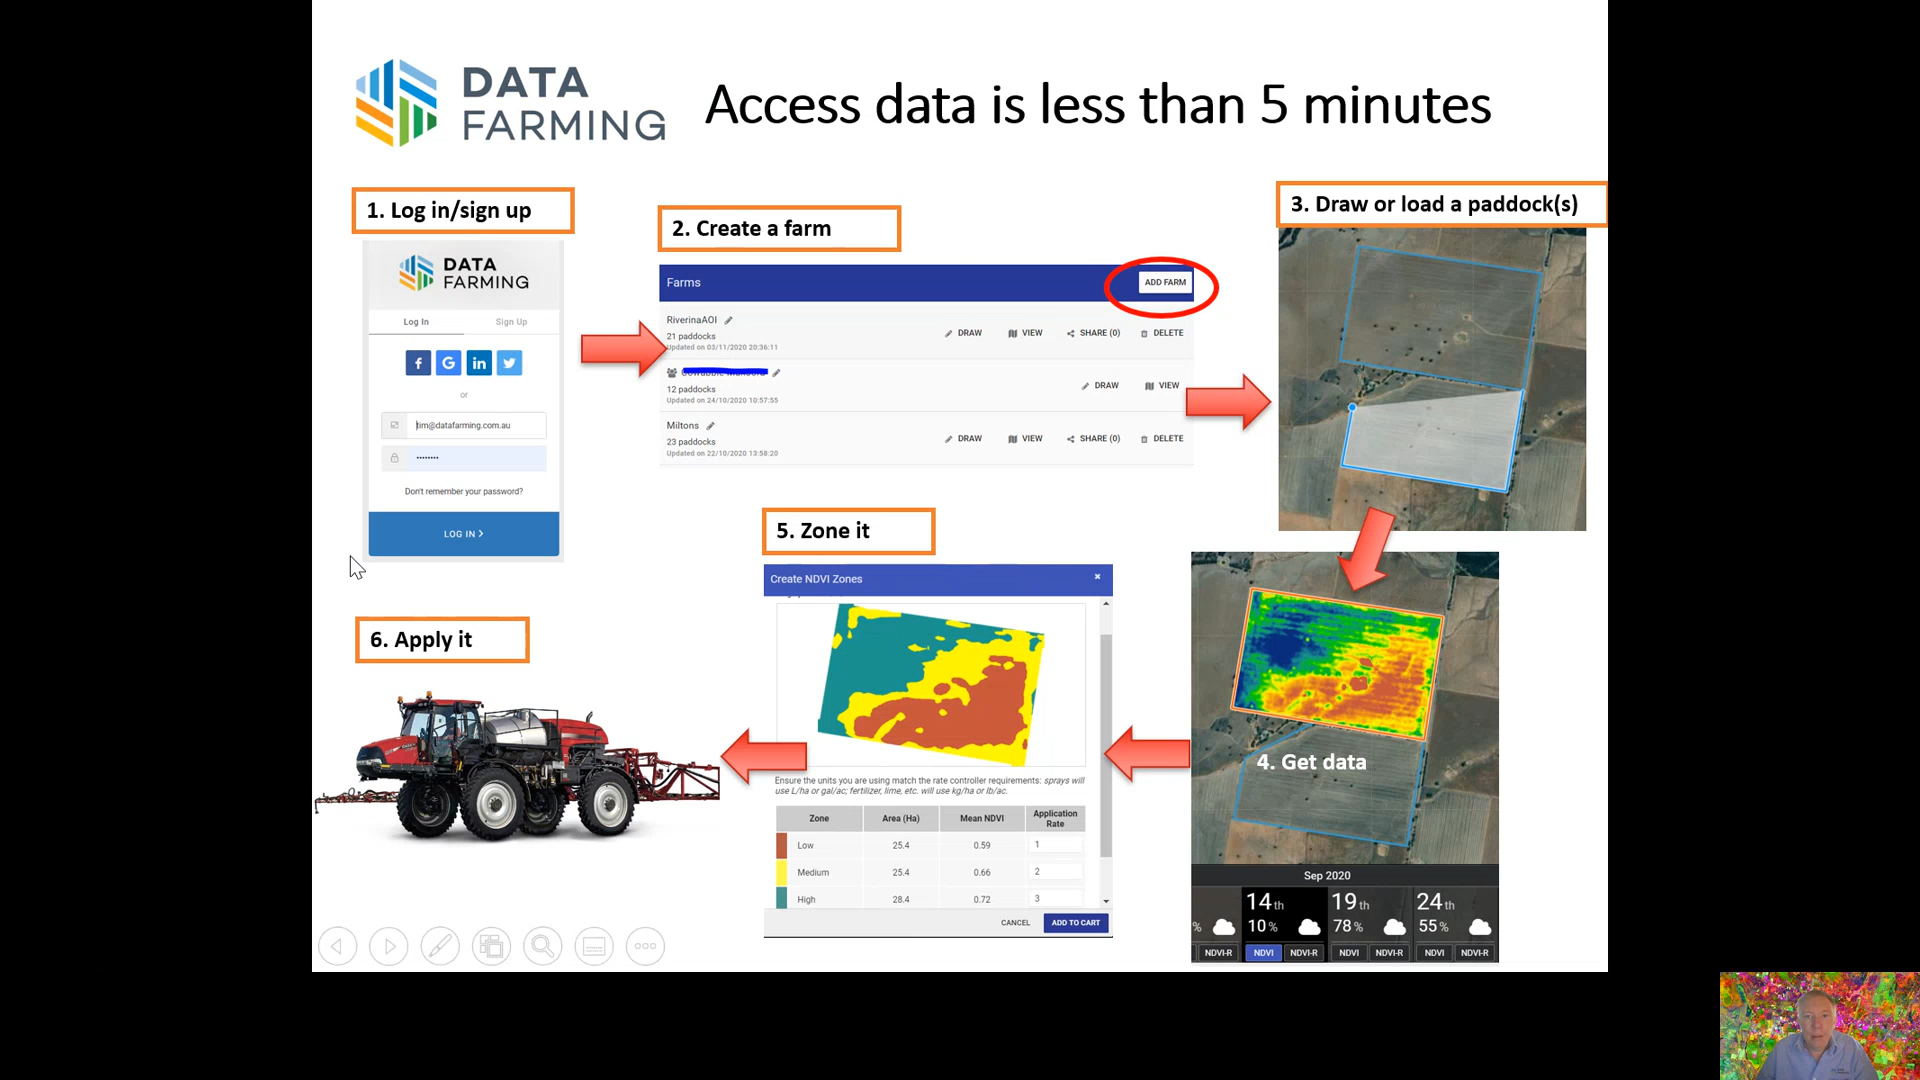 DATA
FARMING
Access data is less than 5 minutes
1. Log in/sign up
DATA
FARMING
Log In
Sign Up
f
G
in
or
tim@datafarming.com.au
••••••••
Don't remember your password?
LOG IN >
2. Create a farm
Farms
ADD FARM
RiverinaAOI
21 paddocks
Updated on 03/11/2020 20:36:11
DRAW
VIEW
SHARE (0)
DELETE
12 paddocks
Updated on 24/10/2020 10:57:55
DRAW
VIEW
Miltons
23 paddocks
Updated on 22/10/2020 13:58:20
DRAW
VIEW
SHARE (0)
DELETE
3. Draw or load a paddock(s)
4. Get data
Sep 2020
%
14 th
10 %
19 th
78 %
24 th
55 %
NDVI-R
NDVI
NDVI-R
NDVI
NDVI-R
NDVI
NDVI-R
5. Zone it
Create NDVI Zones
Ensure the units you are using match the rate controller requirements: sprays will
use L/ha or gal/ac; fertilizer, lime, etc. will use kg/ha or lb/ac.
Zone
Area (Ha)
Mean NDVI
Application
Rate
Low
25.4
0.59
1
Medium
25.4
0.66
2
High
28.4
0.72
3
CANCEL
ADD TO CART
6. Apply it